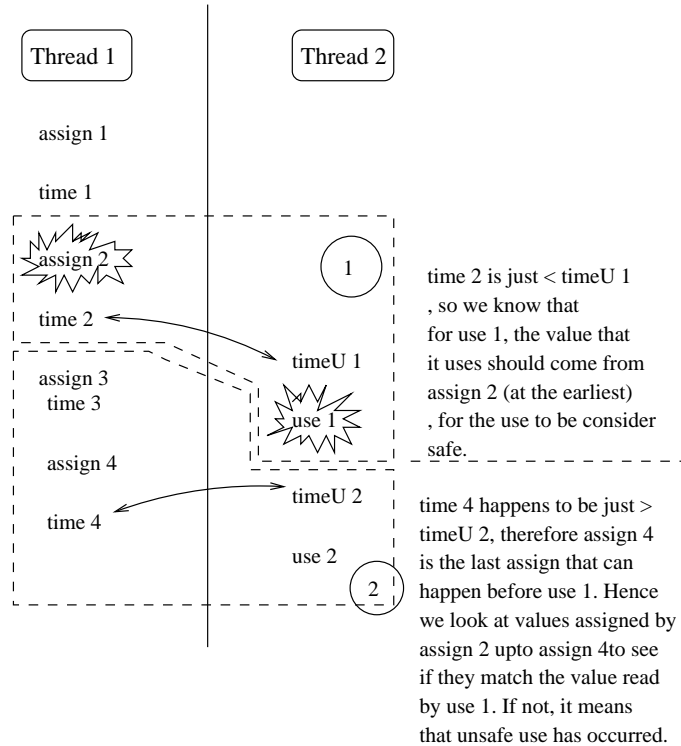 Thread 1
Thread 2
assign 1
time 1
assign 2
1
time 2
timeU 1
assign 3
time 3
use 1
assign 4
timeU 2
time 4
use 2
2
time 2 is just < timeU 1
, so we know that
for use 1, the value that
it uses should come from
assign 2 (at the earliest)
, for the use to be consider
safe.
time 4 happens to be just >
timeU 2, therefore assign 4
is the last assign that can
happen before use 1. Hence
we look at values assigned by
assign 2 upto assign 4to see
if they match the value read
by use 1. If not, it means
that unsafe use has occurred.